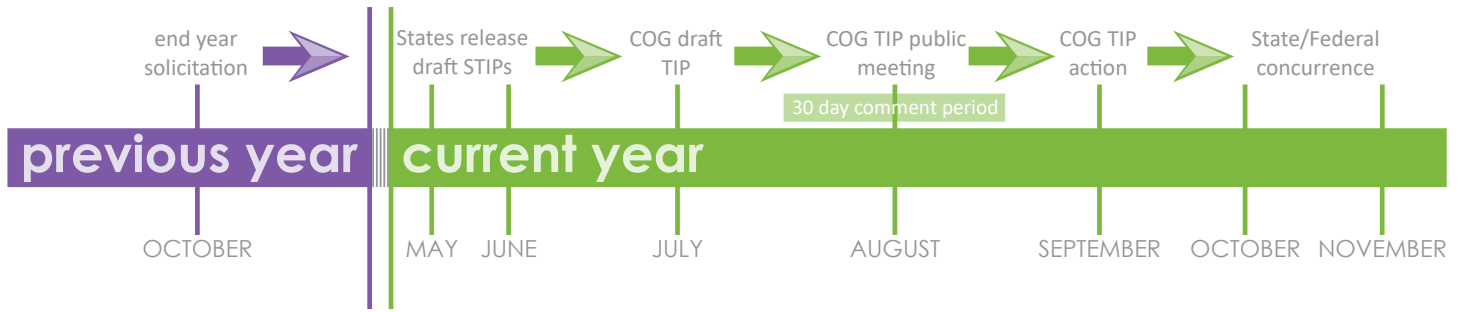 end year
solicitation
States release
draft STIPs
COG draft
TIP
COG TIP public
meeting
COG TIP
action
State/Federal
concurrence
30 day comment period
previous year
current year
OCTOBER
MAY
JUNE
JULY
AUGUST
SEPTEMBER
OCTOBER
NOVEMBER